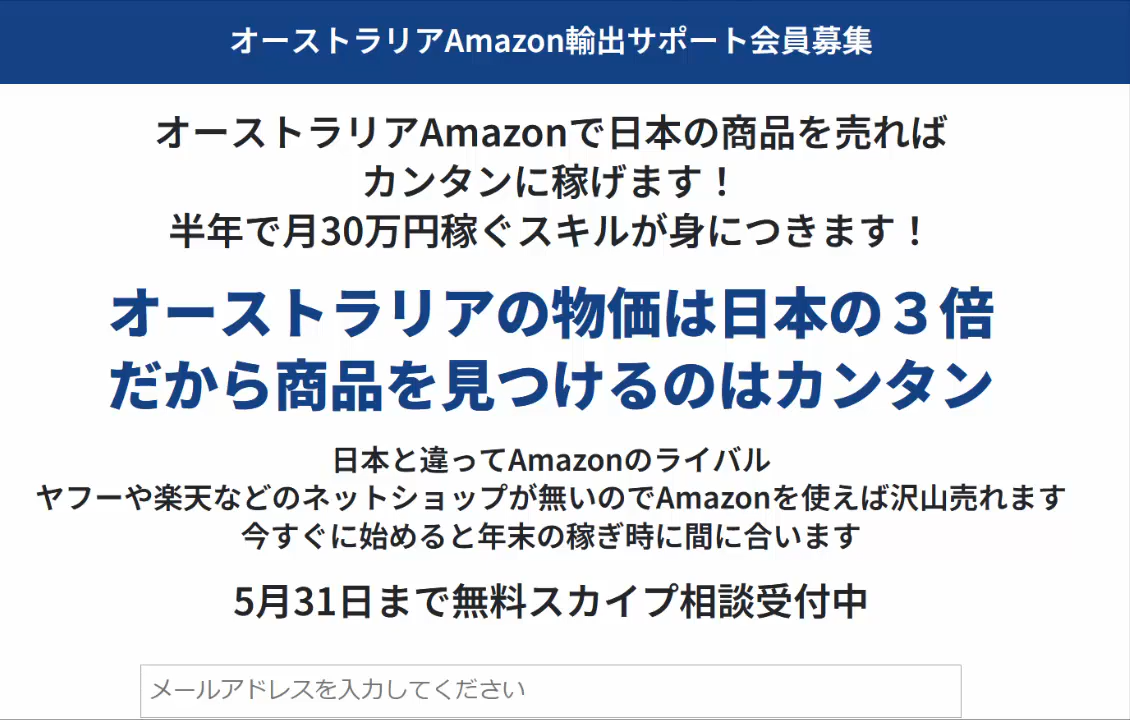 オーストラリアAmazon輸出サポート会員募集
オーストラリアAmazonで日本の商品を売れば
カンタンに稼げます！
半年で月30万円稼ぐスキルが身につきます！
オーストラリアの物価は日本の３倍
だから商品を見つけるのはカンタン
日本と違ってAmazonのライバル
ヤフーや楽天などのネットショップが無いのでAmazonを使えば沢山売れます
今すぐに始めると年末の稼ぎ時に間に合います
5月31日まで無料スカイプ相談受付中
メールアドレスを入力してください